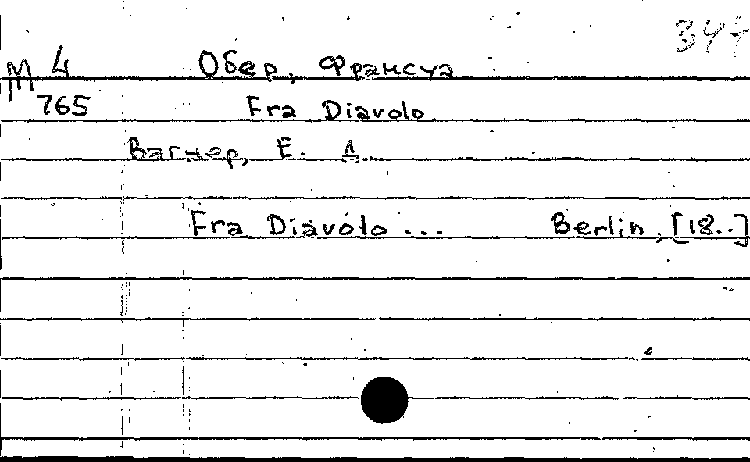 347
М 4 Обер, Франсуа
765 Fra Diavolo
Вагнер, Е. Д.
Fra Diavolo ... Berlin, [18..]